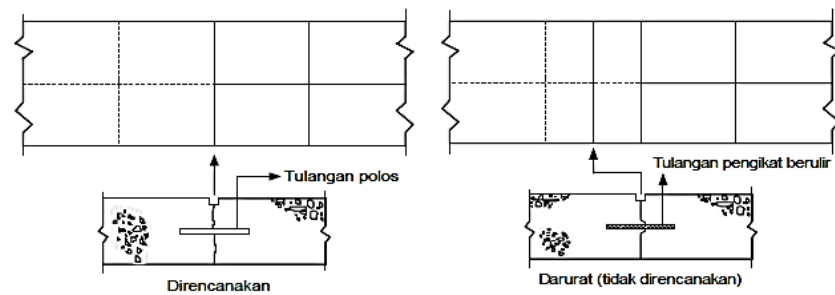 Tulangan polos
Direncanakan
Tulangan pengikat berulir
Darurat (tidak direncanakan)